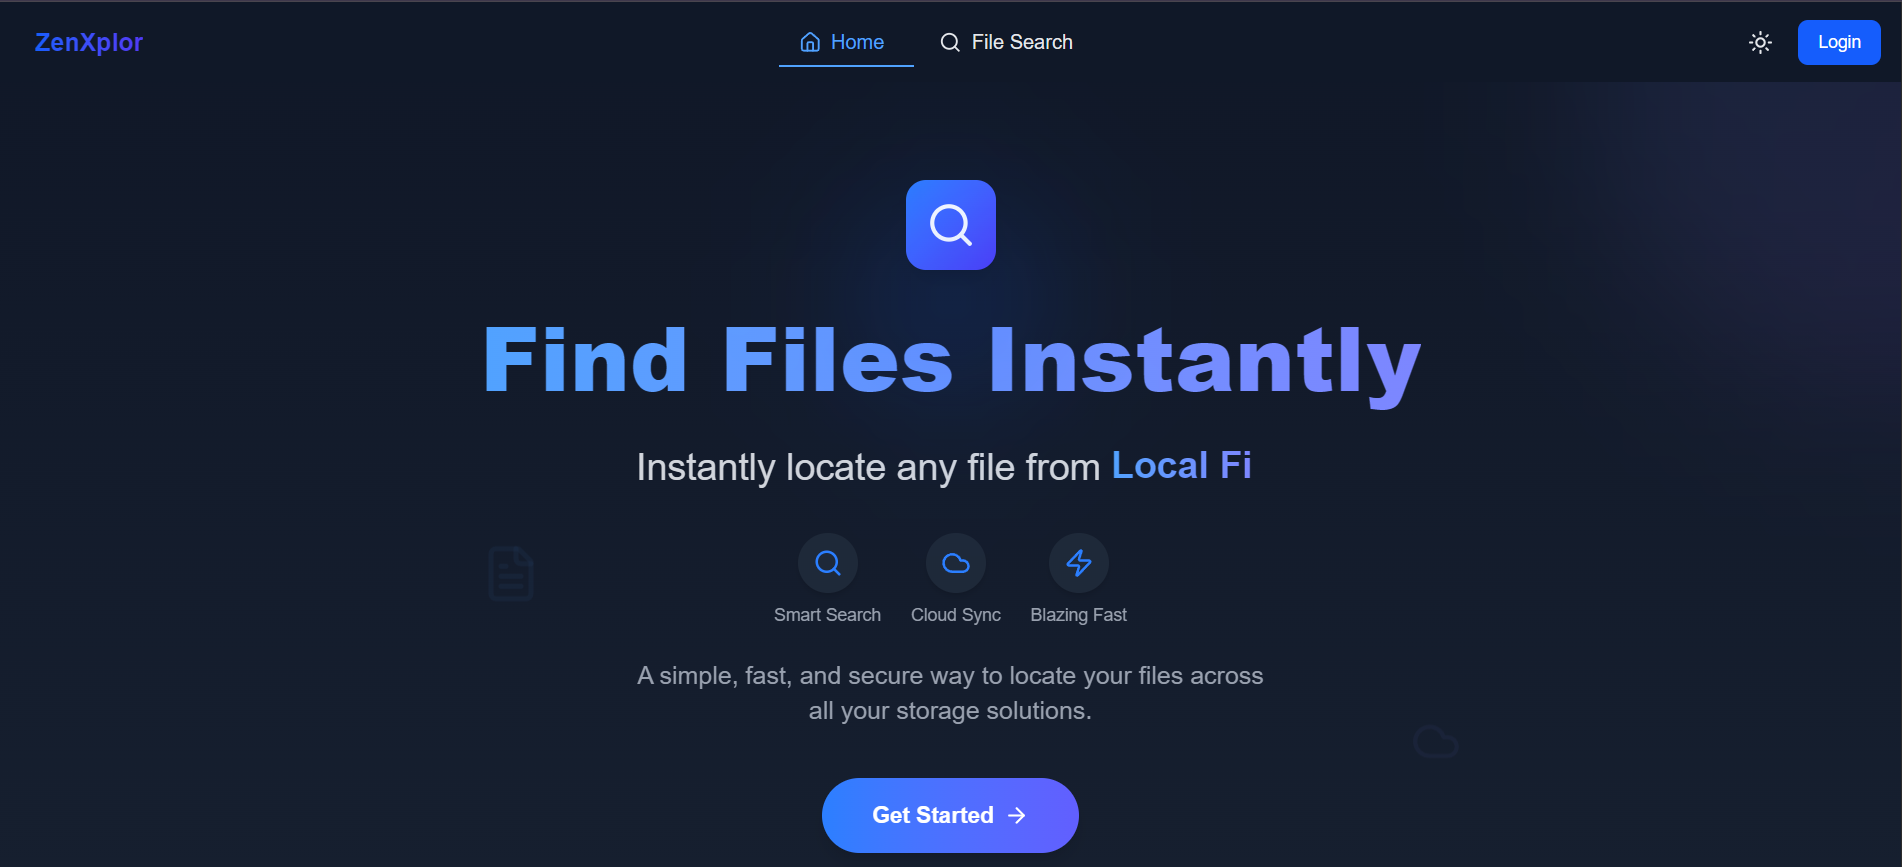 ZenXplor
Home
File Search
Login
Find Files Instantly
Instantly locate any file from Local Fi
Smart Search
Cloud Sync
Blazing Fast
A simple, fast, and secure way to locate your files across
all your storage solutions.
Get Started